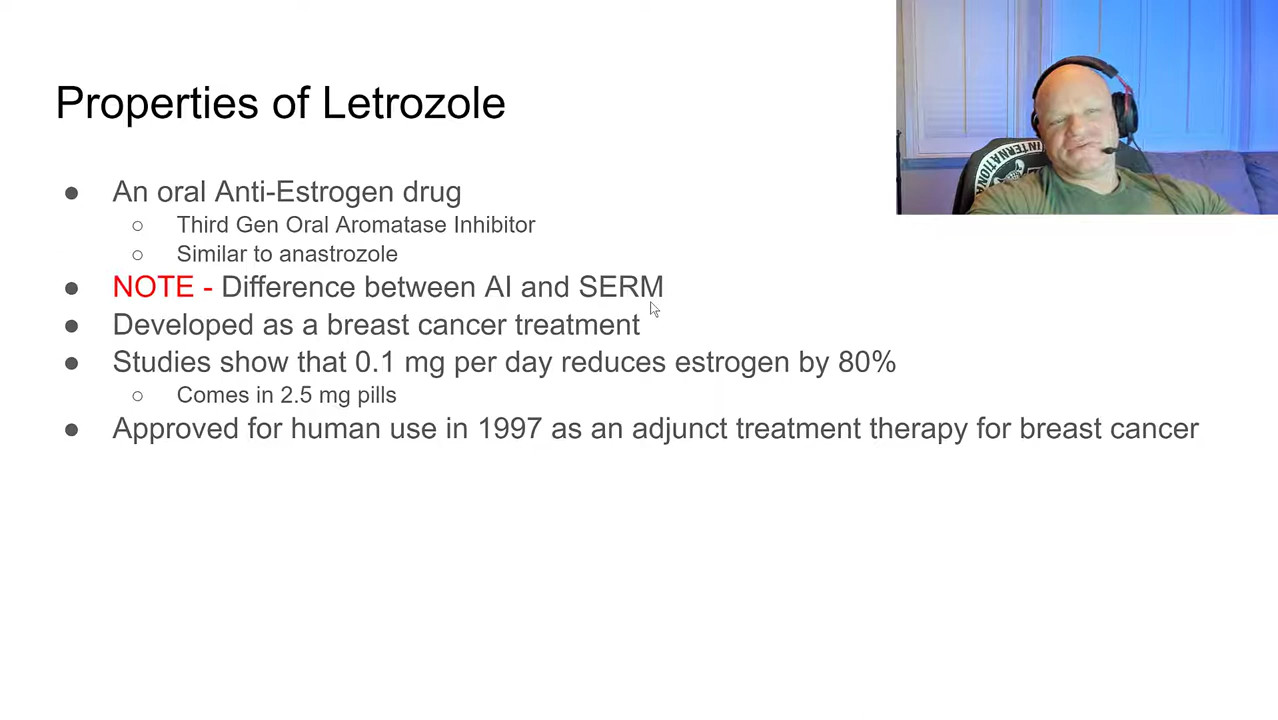 Properties of Letrozole
● An oral Anti-Estrogen drug
○ Third Gen Oral Aromatase Inhibitor
○ Similar to anastrozole
● NOTE - Difference between AI and SERM
● Developed as a breast cancer treatment
● Studies show that 0.1 mg per day reduces estrogen by 80%
○ Comes in 2.5 mg pills
● Approved for human use in 1997 as an adjunct treatment therapy for breast cancer
INTERNATIONAL